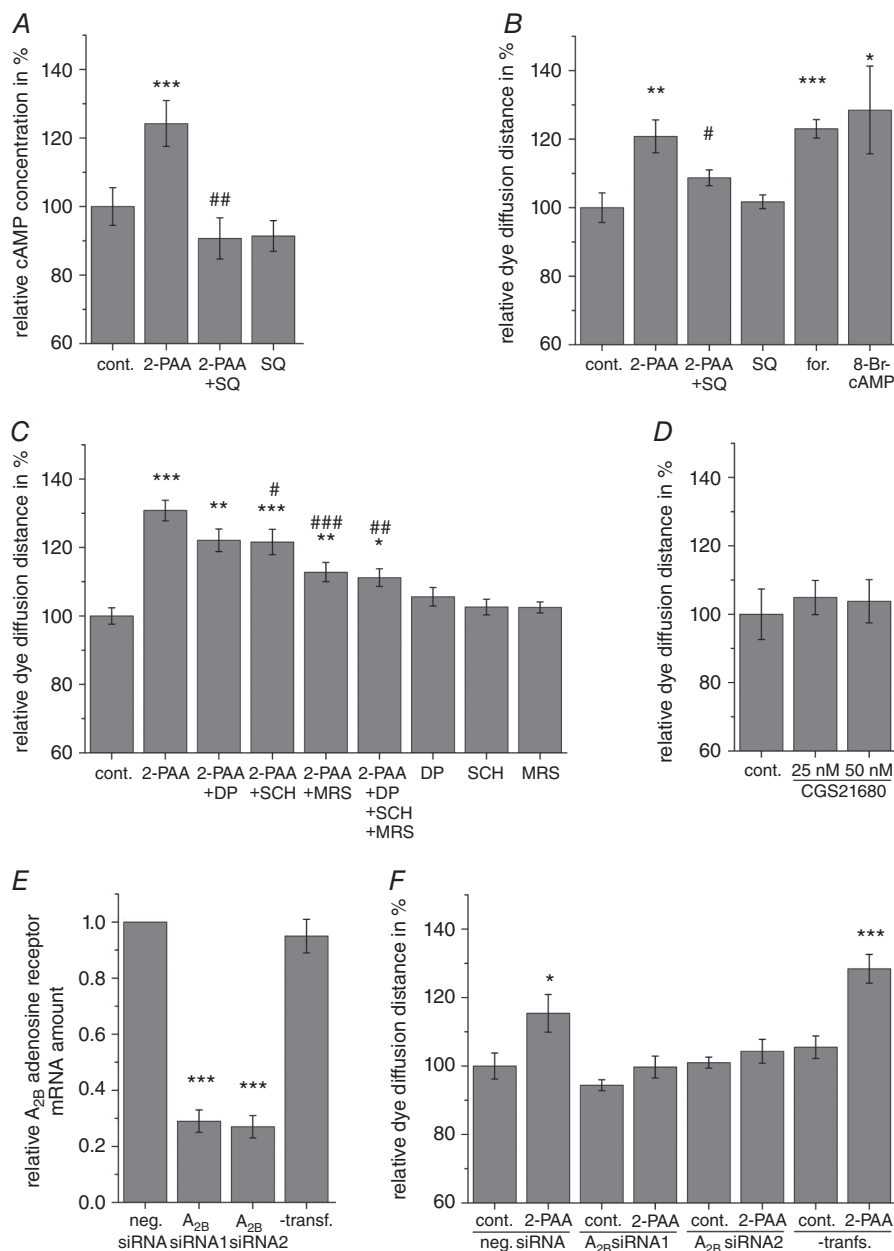 A
relative cAMP concentration in %
140
120
100
80
60
***
##
cont. 2-PAA 2-PAA SQ
+SQ
B
relative dye diffusion distance in %
140
120
100
80
60
**
#
***
*
cont. 2-PAA 2-PAA SQ for. 8-Br-
+SQ cAMP
C
relative dye diffusion distance in %
140
120
100
80
60
***
**
#
***
###
**
##
*
cont. 2-PAA 2-PAA 2-PAA 2-PAA 2-PAA DP SCH MRS
+DP +SCH +MRS +DP
+SCH
+MRS
D
relative dye diffusion distance in %
140
120
100
80
60
cont. 25 nM 50 nM
CGS21680
E
relative A2B adenosine receptor
mRNA amount
1.0
0.8
0.6
0.4
0.2
0.0
***
***
neg. A2B A2B -transf.
siRNA siRNA1 siRNA2
F
relative dye diffusion distance in %
140
120
100
80
60
*
***
cont. 2-PAA cont. 2-PAA cont. 2-PAA cont. 2-PAA
neg. siRNA A2BsiRNA1 A2B siRNA2 -tranfs.